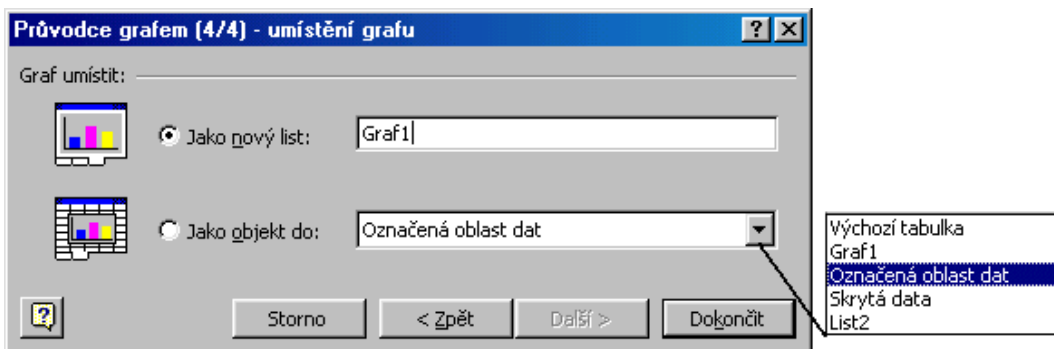 Průvodce grafem (4/4) - umístění grafu
Graf umístit:
Jako nový list: Graf1
Jako objekt do: Označená oblast dat
Výchozí tabulka
Graf1
Označená oblast dat
Skrytá data
List2
Storno < Zpět Další > Dokončit